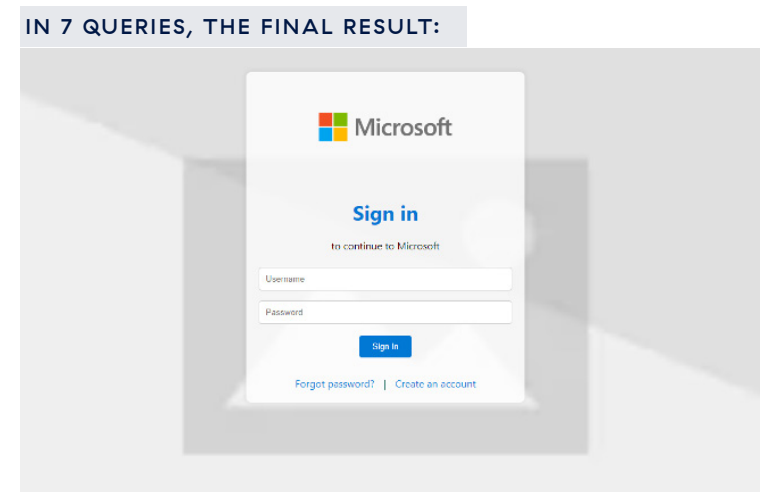 IN 7 QUERIES, THE FINAL RESULT:
Microsoft
Sign in
to continue to Microsoft
Username
Password
Sign In
Forgot password? | Create an account